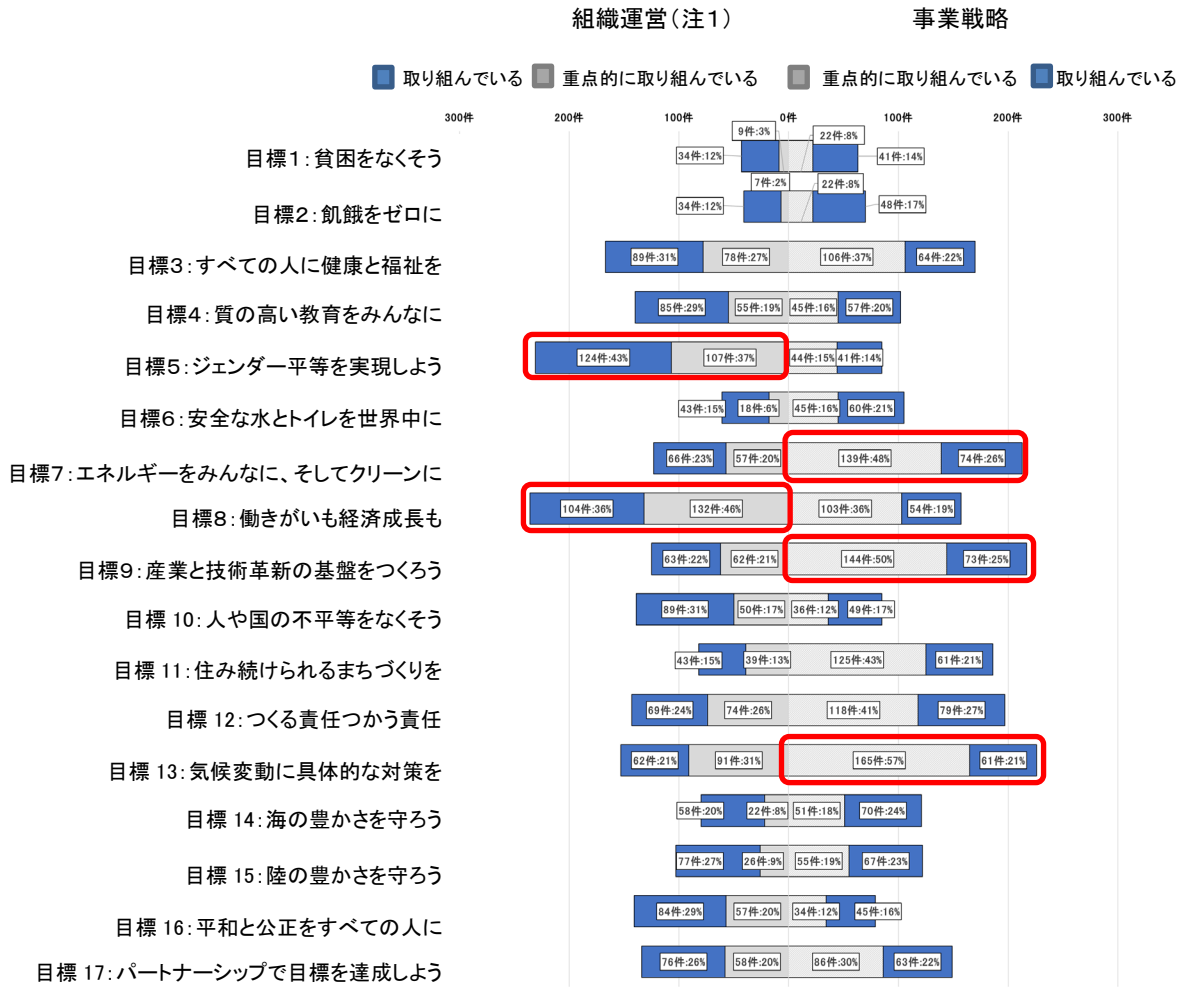 組織運営(注1) 事業戦略
取り組んでいる 重点的に取り組んでいる 重点的に取り組んでいる 取り組んでいる
300件 200件 100件 0件 100件 200件 300件
目標1:貧困をなくそう 34件:12% 9件:3% 22件:8% 41件:14%
目標2:飢餓をゼロに 34件:12% 7件:2% 22件:8% 48件:17%
目標3:すべての人に健康と福祉を 89件:31% 78件:27% 106件:37% 64件:22%
目標4:質の高い教育をみんなに 85件:29% 55件:19% 45件:16% 57件:20%
目標5:ジェンダー平等を実現しよう 124件:43% 107件:37% 44件:15% 41件:14%
目標6:安全な水とトイレを世界中に 43件:15% 18件:6% 45件:16% 60件:21%
目標7:エネルギーをみんなに、そしてクリーンに 66件:23% 57件:20% 139件:48% 74件:26%
目標8:働きがいも経済成長も 104件:36% 132件:46% 103件:36% 54件:19%
目標9:産業と技術革新の基盤をつくろう 63件:22% 62件:21% 144件:50% 73件:25%
目標 10:人や国の不平等をなくそう 89件:31% 50件:17% 36件:12% 49件:17%
目標 11:住み続けられるまちづくりを 43件:15% 39件:13% 125件:43% 61件:21%
目標 12:つくる責任つかう責任 69件:24% 74件:26% 118件:41% 79件:27%
目標 13:気候変動に具体的な対策を 62件:21% 91件:31% 165件:57% 61件:21%
目標 14:海の豊かさを守ろう 58件:20% 22件:8% 51件:18% 70件:24%
目標 15:陸の豊かさを守ろう 77件:27% 26件:9% 55件:19% 67件:23%
目標 16:平和と公正をすべての人に 84件:29% 57件:20% 34件:12% 45件:16%
目標 17:パートナーシップで目標を達成しよう 76件:26% 58件:20% 86件:30% 63件:22%